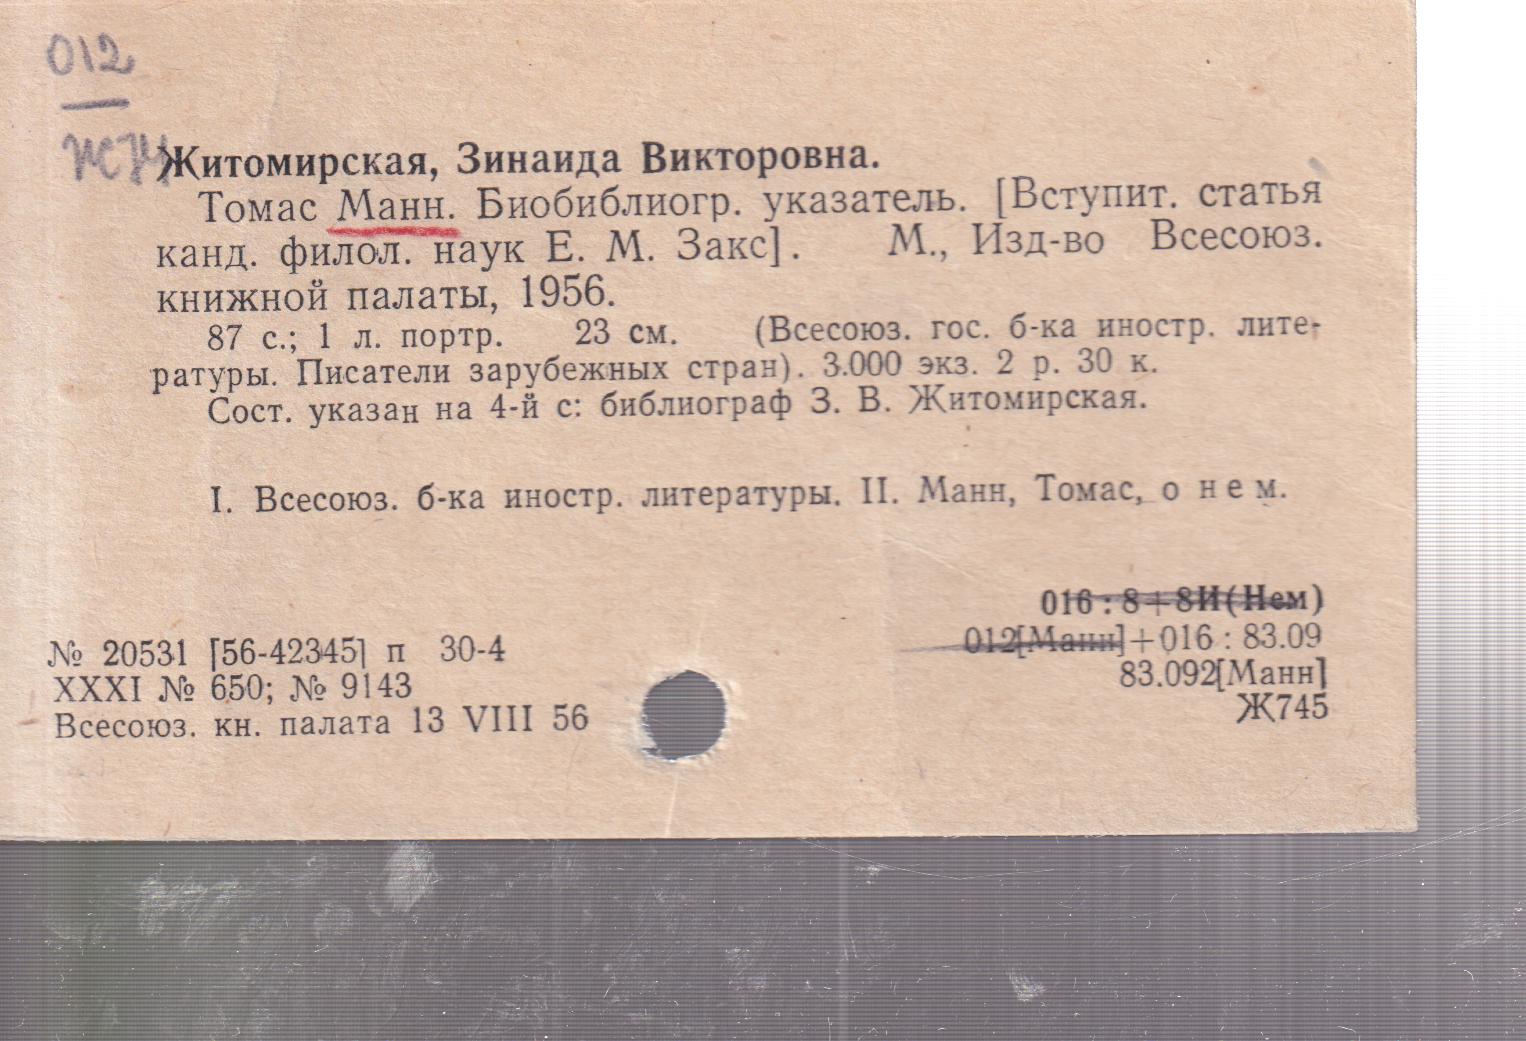 012
Ж74
Житомирская, Зинаида Викторовна.
Томас Манн. Биобиблиогр. указатель. [Вступит. статья
канд. филол. наук Е. М. Закс]. М., Изд-во Всесоюз.
книжной палаты, 1956.
87 с.; 1 л. портр. 23 см. (Всесоюз. гос. б-ка иностр. лите-
ратуры. Писатели зарубежных стран). 3.000 экз. 2 р. 30 к.
Сост. указан на 4-й с: библиограф З. В. Житомирская.
I. Всесоюз. б-ка иностр. литературы. II. Манн, Томас, о нем.
016 : 8+8И(Нем)
012[Манн]+016 : 83.09
83.092[Манн]
Ж745
№ 20531 [56-42345] п 30-4
XXXI № 650; № 9143
Всесоюз. кн. палата 13 VIII 56